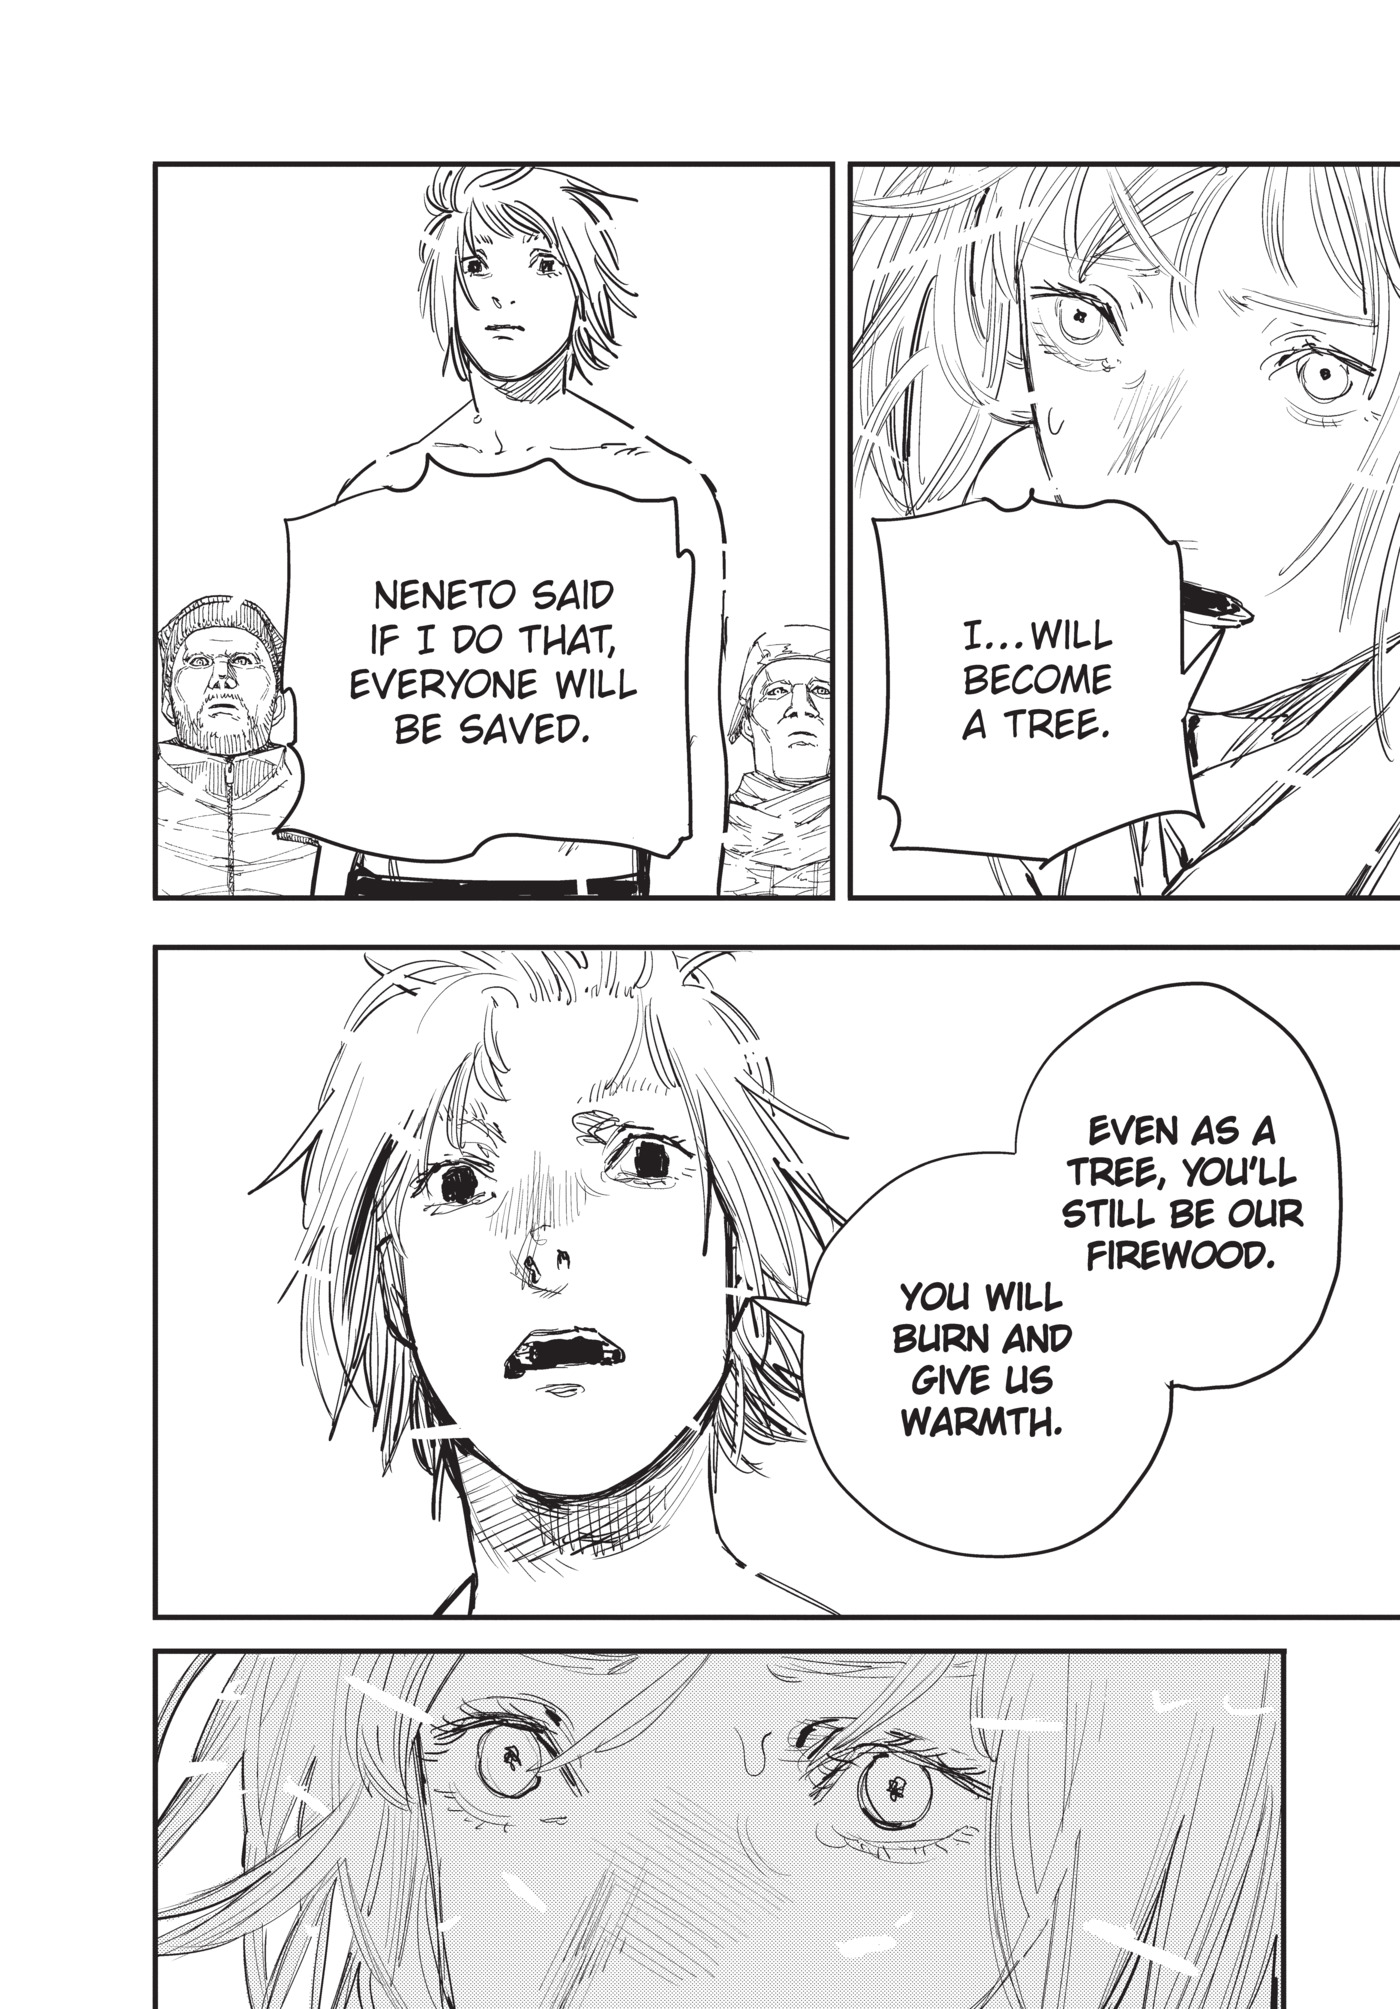 I...WILL
BECOME
A TREE.
NENETO SAID
IF I DO THAT,
EVERYONE WILL
BE SAVED.
EVEN AS A
TREE, YOU'LL
STILL BE OUR
FIREWOOD.
YOU WILL
BURN AND
GIVE US
WARMTH.